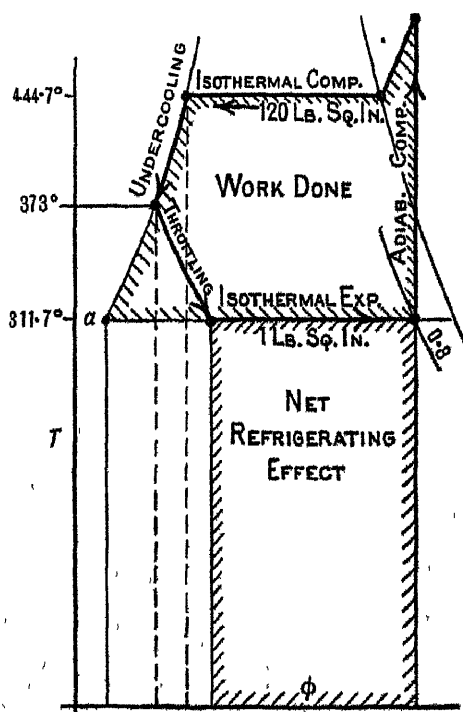 ISOTHERMAL COMP.
444·7°
120 LB. SQ. IN.
UNDERCOOLING
ADIAB. COMP.
WORK DONE
373°
THROTTLING
ISOTHERMAL EXP.
311·7°
a
1 LB. SQ. IN.
0·8
NET
REFRIGERATING
EFFECT
T
ϕ